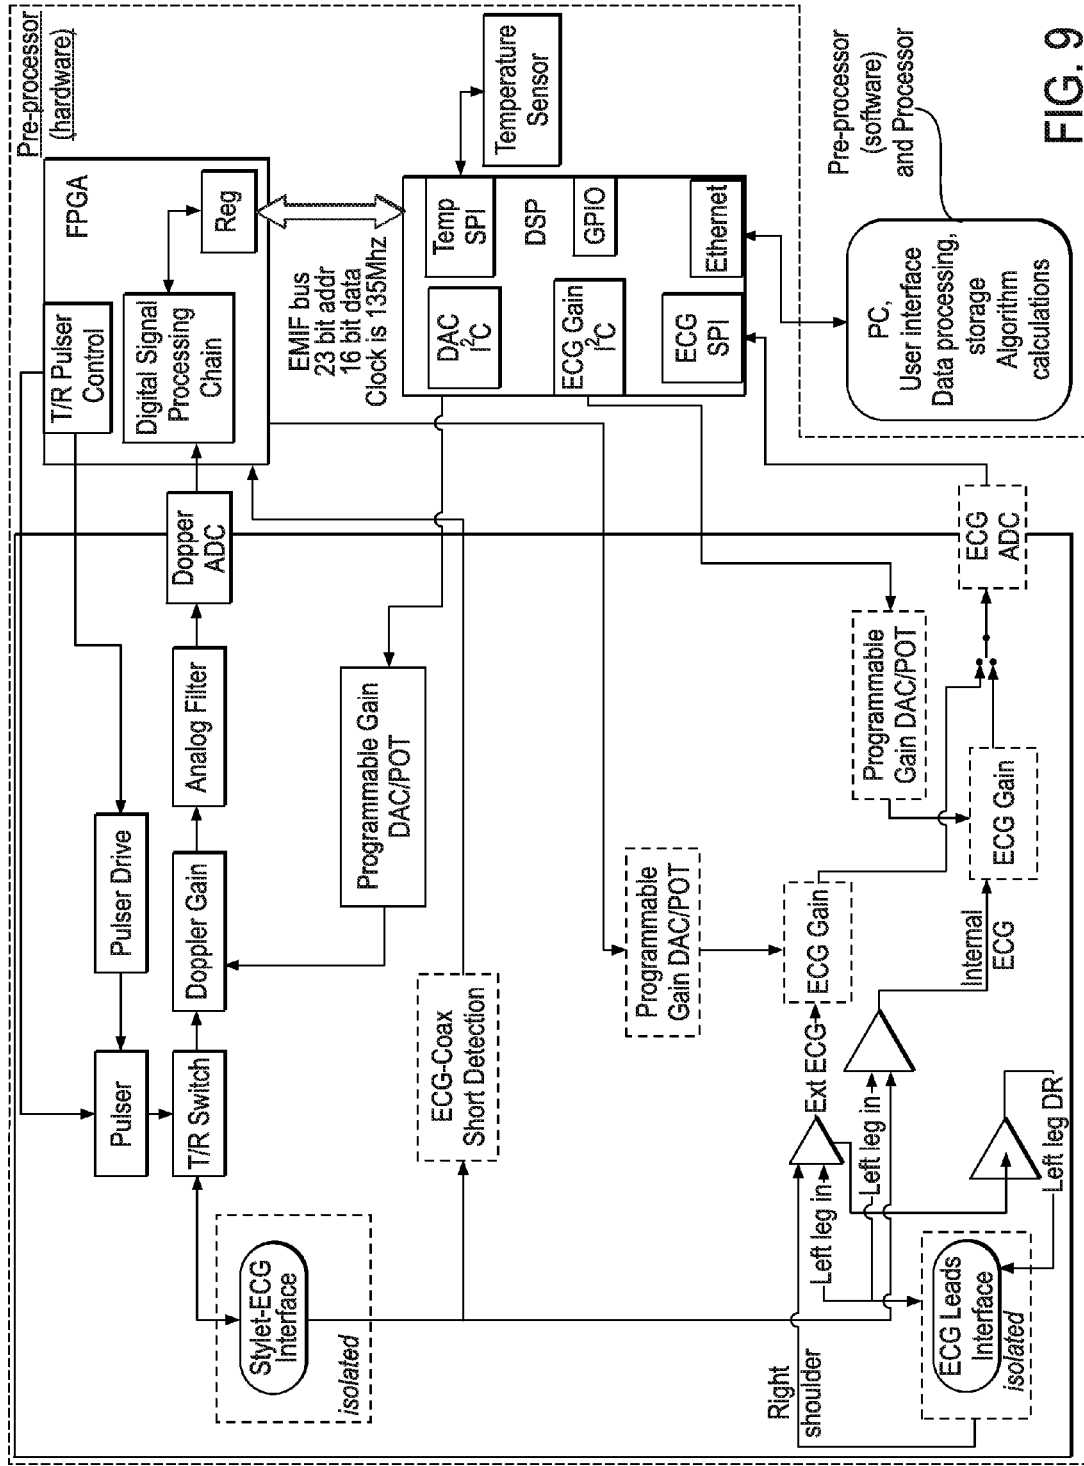 Pre-processor
(hardware)
FPGA
T/R Pulser
Control
Digital Signal
Processing
Chain
Reg
Dopper
ADC
Analog Filter
Pulser Drive
Doppler Gain
Pulser
T/R Switch
Stylet-ECG
Interface
isolated
EMIF bus
23 bit addr
16 bit data
Clock is 135Mhz
Temperature
Sensor
Temp
SPI
DSP
GPIO
Ethernet
DAC
I²C
ECG Gain
I²C
ECG
SPI
Programmable Gain
DAC/POT
ECG-Coax
Short Detection
Programmable
Gain DAC/POT
ECG Gain
Ext ECG
Programmable
Gain DAC/POT
ECG Gain
Internal
ECG
ECG
ADC
Left leg in
Left leg in
Left leg DR
Right
shoulder
ECG Leads
Interface
isolated
Pre-processor
(software)
and Processor
PC,
User interface
Data processing,
storage
Algorithm
calculations
FIG. 9